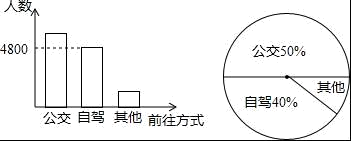 人数
4800
公交 自驾 其他 前往方式
公交50%
其他
自驾40%